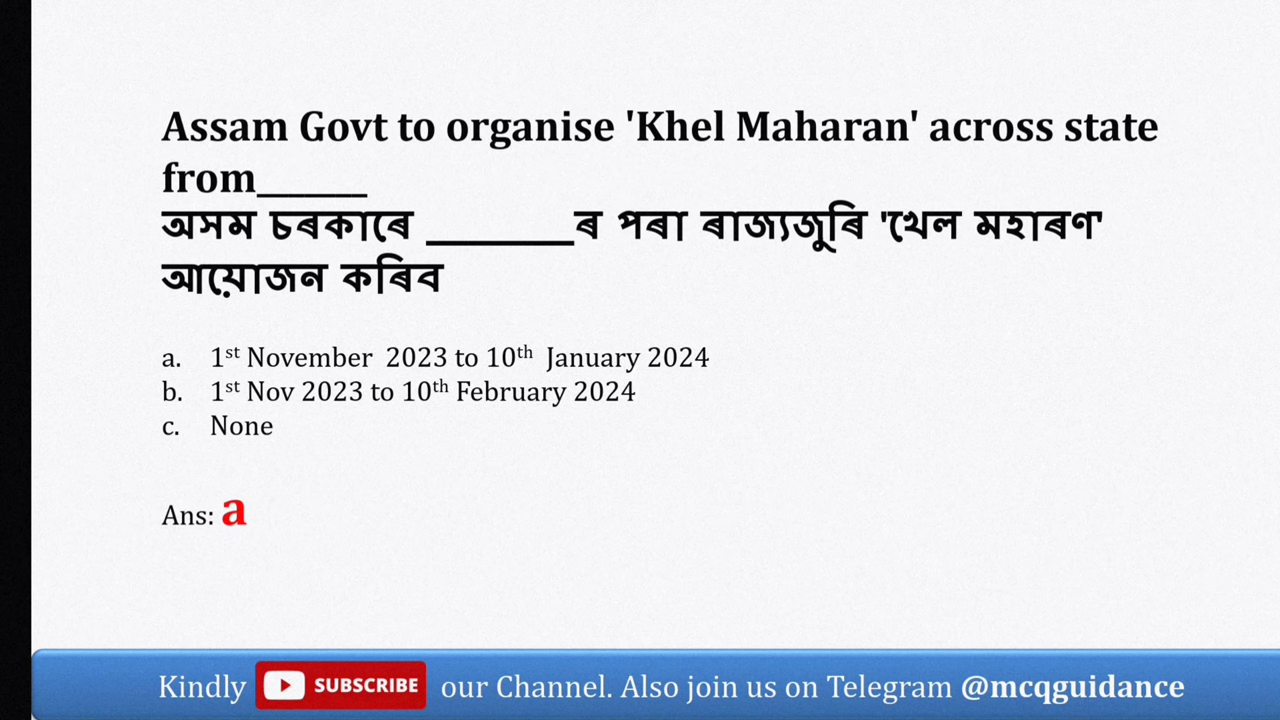 Assam Govt to organise 'Khel Maharan' across state
from______
অসম চৰকাৰে ________ৰ পৰা ৰাজ্যজুৰি 'খেল মহাৰণ'
আয়োজন কৰিব
a. 1st November 2023 to 10th January 2024
b. 1st Nov 2023 to 10th February 2024
c. None
Ans: a
Kindly SUBSCRIBE our Channel. Also join us on Telegram @mcqguidance